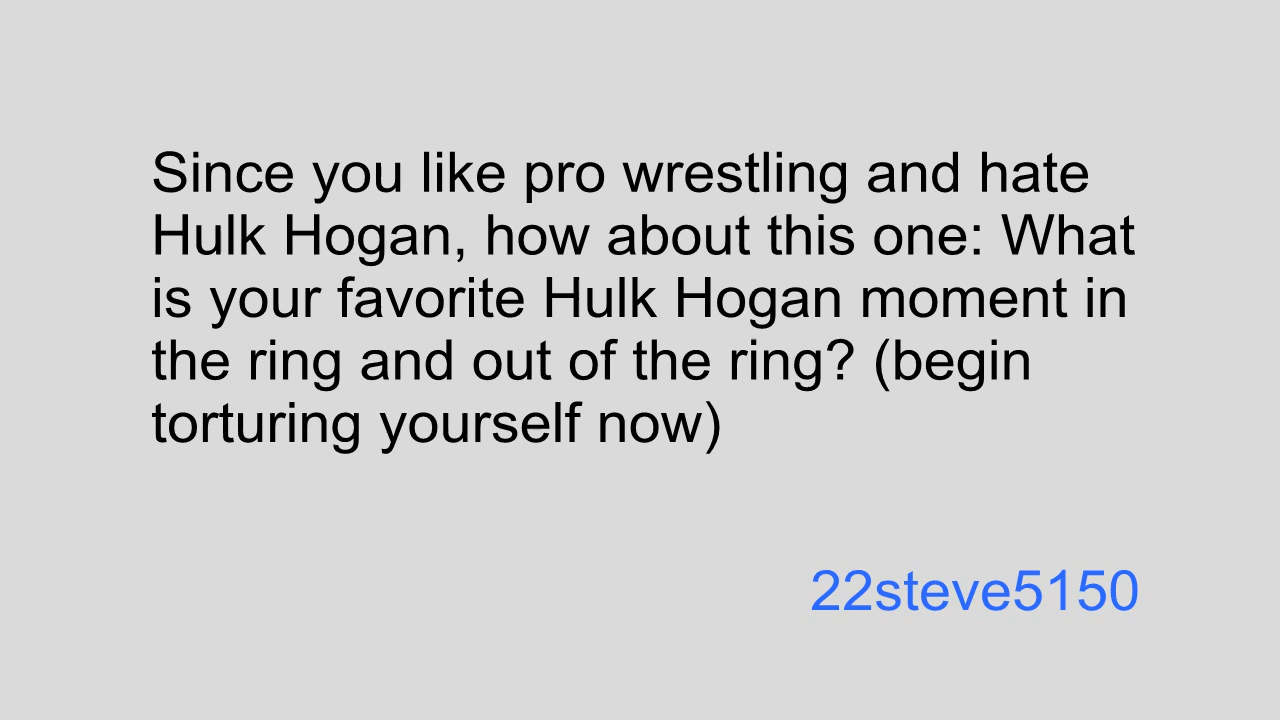 Since you like pro wrestling and hate
Hulk Hogan, how about this one: What
is your favorite Hulk Hogan moment in
the ring and out of the ring? (begin
torturing yourself now)
22steve5150